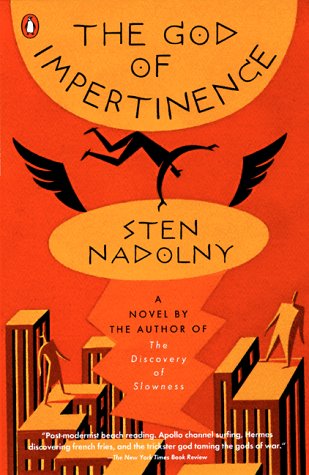 THE GOD
OF
IMPERTINENCE
STEN
NADOLNY
A
NOVEL BY
THE AUTHOR OF
The
Discovery
of
Slowness
"Post-modernist beach reading. Apollo channel surfing, Hermes
discovering french fries, and the trickster god taming the gods of war."
—The New York Times Book Review